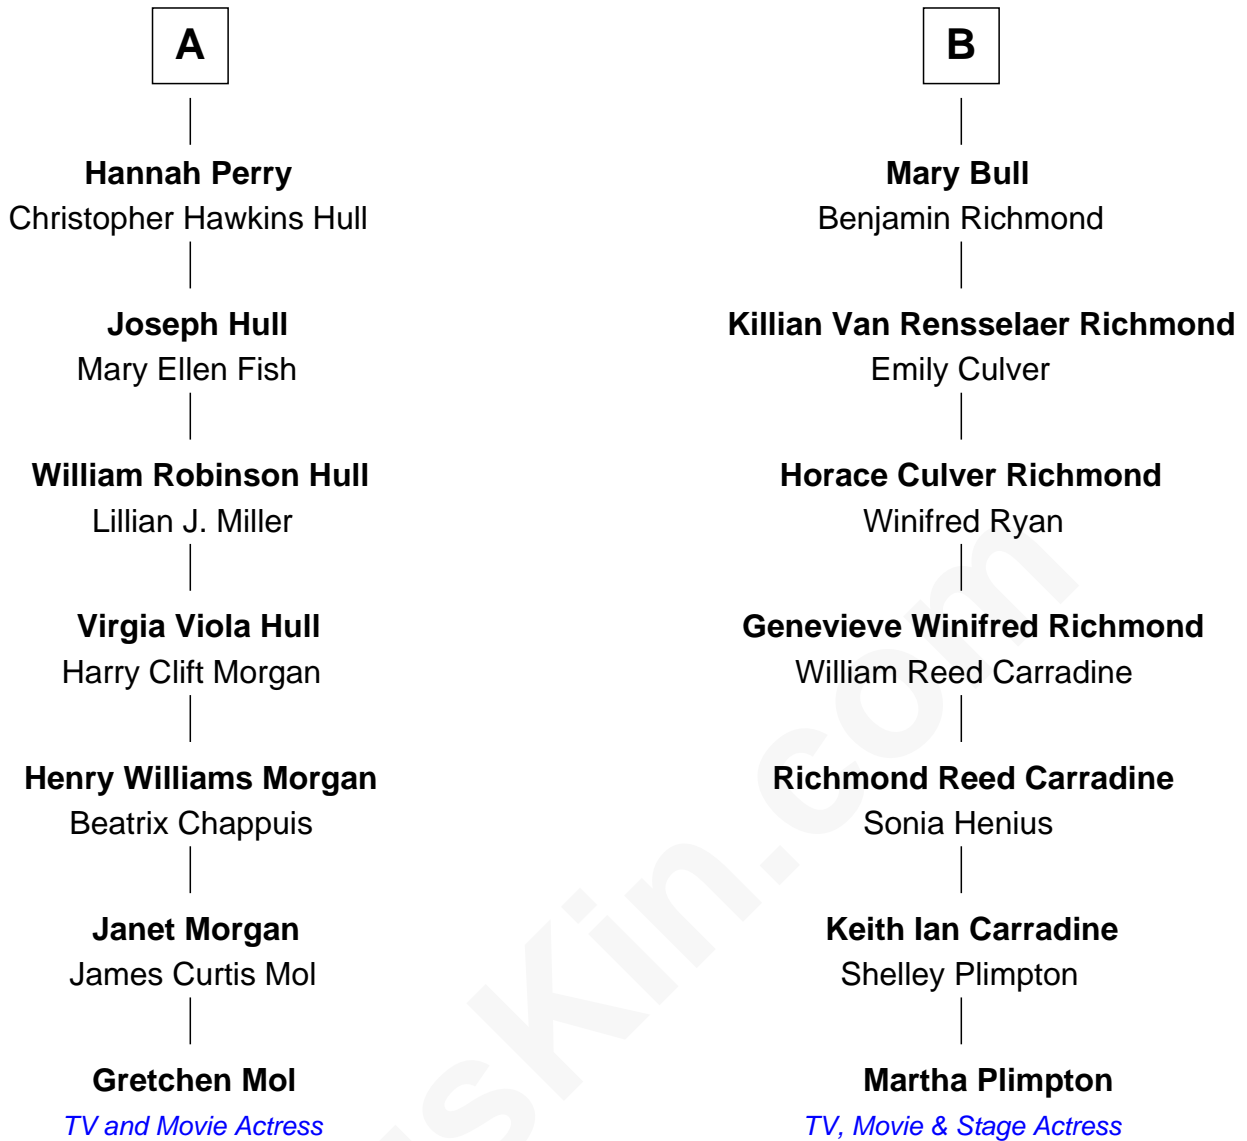 A
Hannah Perry
Christopher Hawkins Hull
Joseph Hull
Mary Ellen Fish
William Robinson Hull
Lillian J. Miller
Virgia Viola Hull
Harry Clift Morgan
Henry Williams Morgan
Beatrix Chappuis
Janet Morgan
James Curtis Mol
Gretchen Mol
TV and Movie Actress
B
Mary Bull
Benjamin Richmond
Killian Van Rensselaer Richmond
Emily Culver
Horace Culver Richmond
Winifred Ryan
Genevieve Winifred Richmond
William Reed Carradine
Richmond Reed Carradine
Sonia Henius
Keith Ian Carradine
Shelley Plimpton
Martha Plimpton
TV, Movie & Stage Actress